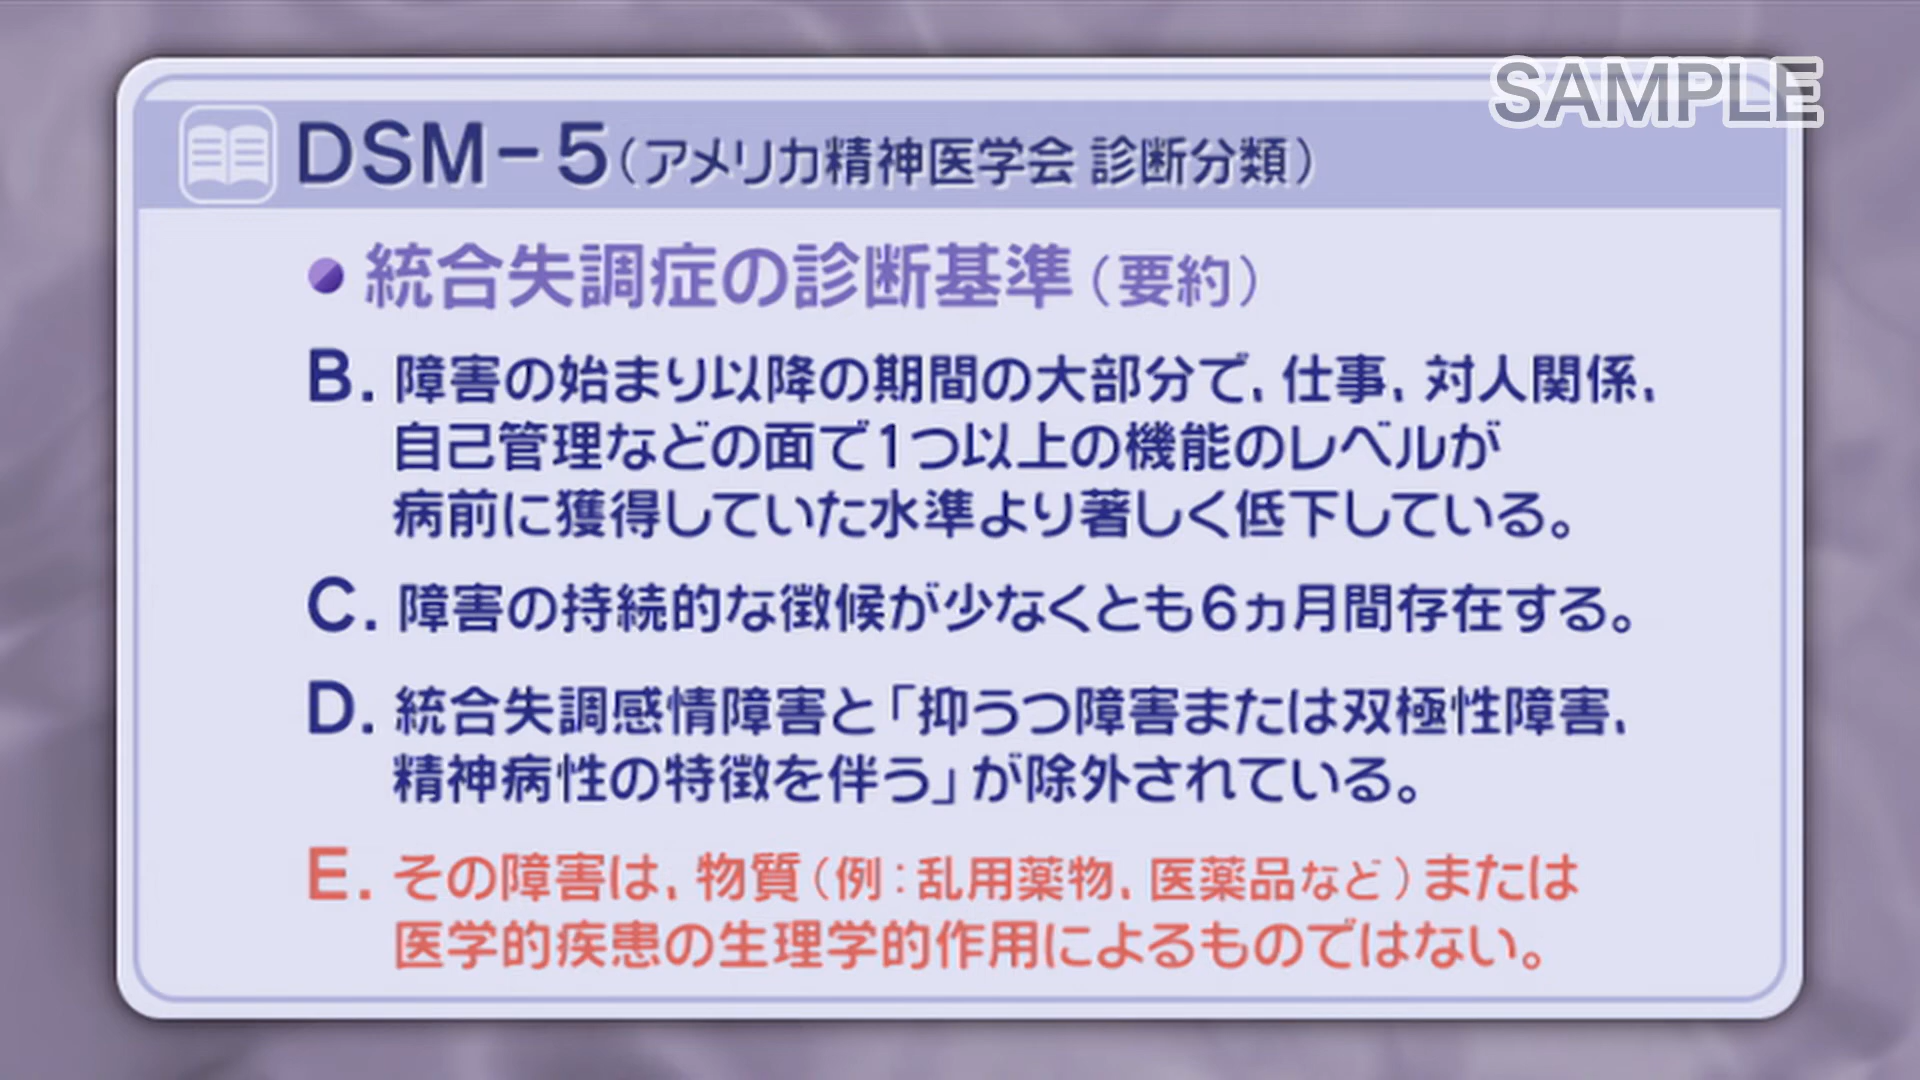 SAMPLE
DSM-5(アメリカ精神医学会 診断分類)
●統合失調症の診断基準(要約)
B. 障害の始まり以降の期間の大部分で, 仕事, 対人関係,
自己管理などの面で1つ以上の機能のレベルが
病前に獲得していた水準より著しく低下している。
C. 障害の持続的な徴候が少なくとも6ヵ月間存在する。
D. 統合失調感情障害と「抑うつ障害または双極性障害,
精神病性の特徴を伴う」が除外されている。
E. その障害は, 物質(例:乱用薬物, 医薬品など)または
医学的疾患の生理学的作用によるものではない。